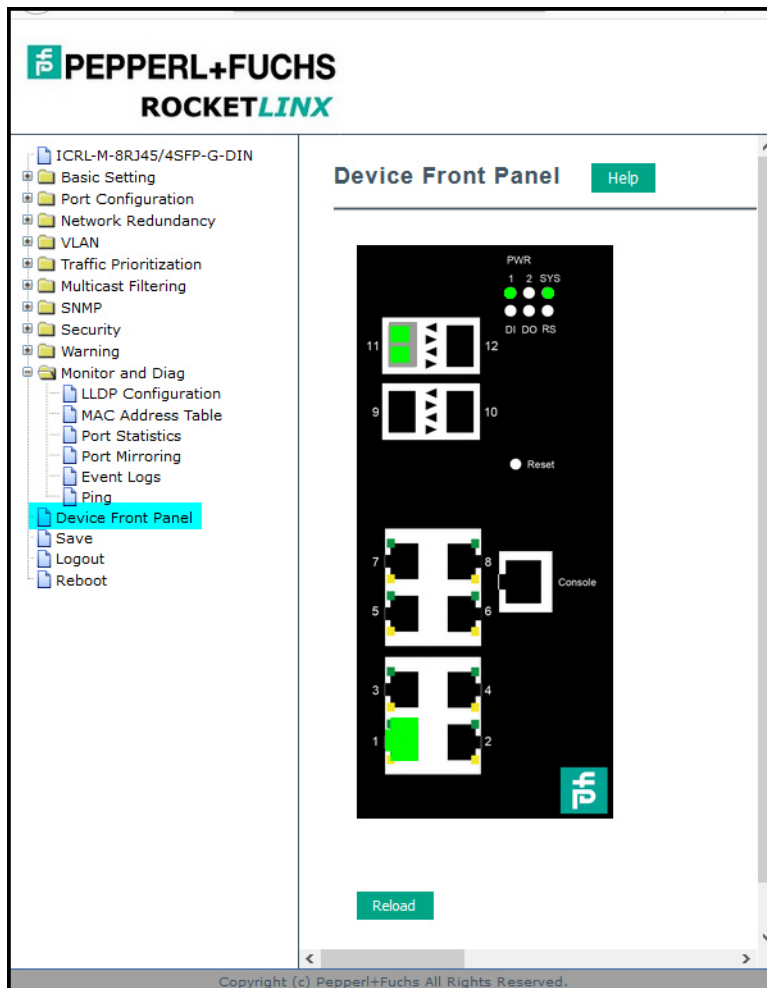 PEPPERL+FUCHS
ROCKETLINX
ICRL-M-8RJ45/4SFP-G-DIN
Basic Setting
Port Configuration
Network Redundancy
VLAN
Traffic Prioritization
Multicast Filtering
SNMP
Security
Warning
Monitor and Diag
LLDP Configuration
MAC Address Table
Port Statistics
Port Mirroring
Event Logs
Ping
Device Front Panel
Save
Logout
Reboot
Device Front Panel
Help
PWR
1 2 SYS
DI DO RS
11 12
9 10
Reset
7 8
Console
5 6
3 4
1 2
Reload
Copyright (c) Pepperl+Fuchs All Rights Reserved.